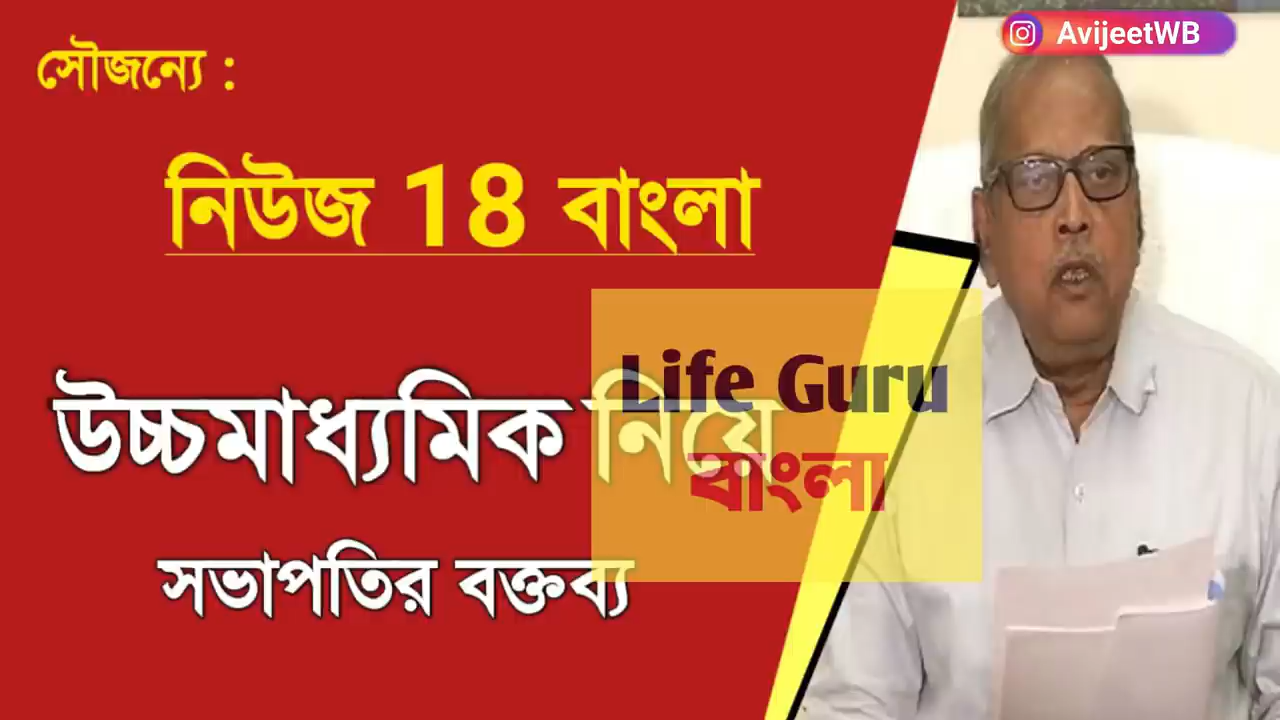 AvijeetWB
সৌজন্যে :
নিউজ 18 বাংলা
উচ্চমাধ্যমিক নিয়ে
সভাপতির বক্তব্য
Life Guru
বাংলা